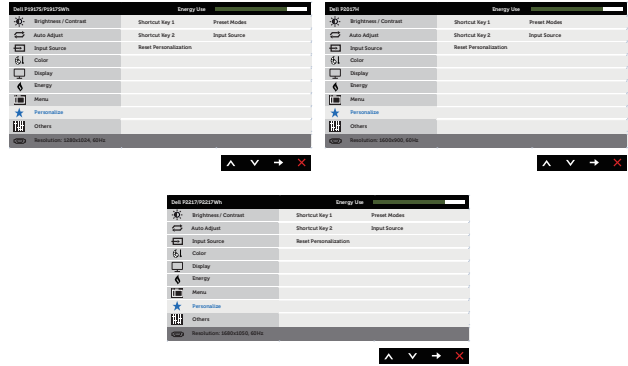 Dell P1917S/P1917SWh Energy Use
Brightness / Contrast Shortcut Key 1 Preset Modes
Auto Adjust Shortcut Key 2 Input Source
Input Source Reset Personalization
Color
Display
Energy
Menu
Personalize
Others
Resolution: 1280x1024, 60Hz
Dell P2017H Energy Use
Brightness / Contrast Shortcut Key 1 Preset Modes
Auto Adjust Shortcut Key 2 Input Source
Input Source Reset Personalization
Color
Display
Energy
Menu
Personalize
Others
Resolution: 1600x900, 60Hz
Dell P2217/P2217Wh Energy Use
Brightness / Contrast Shortcut Key 1 Preset Modes
Auto Adjust Shortcut Key 2 Input Source
Input Source Reset Personalization
Color
Display
Energy
Menu
Personalize
Others
Resolution: 1680x1050, 60Hz